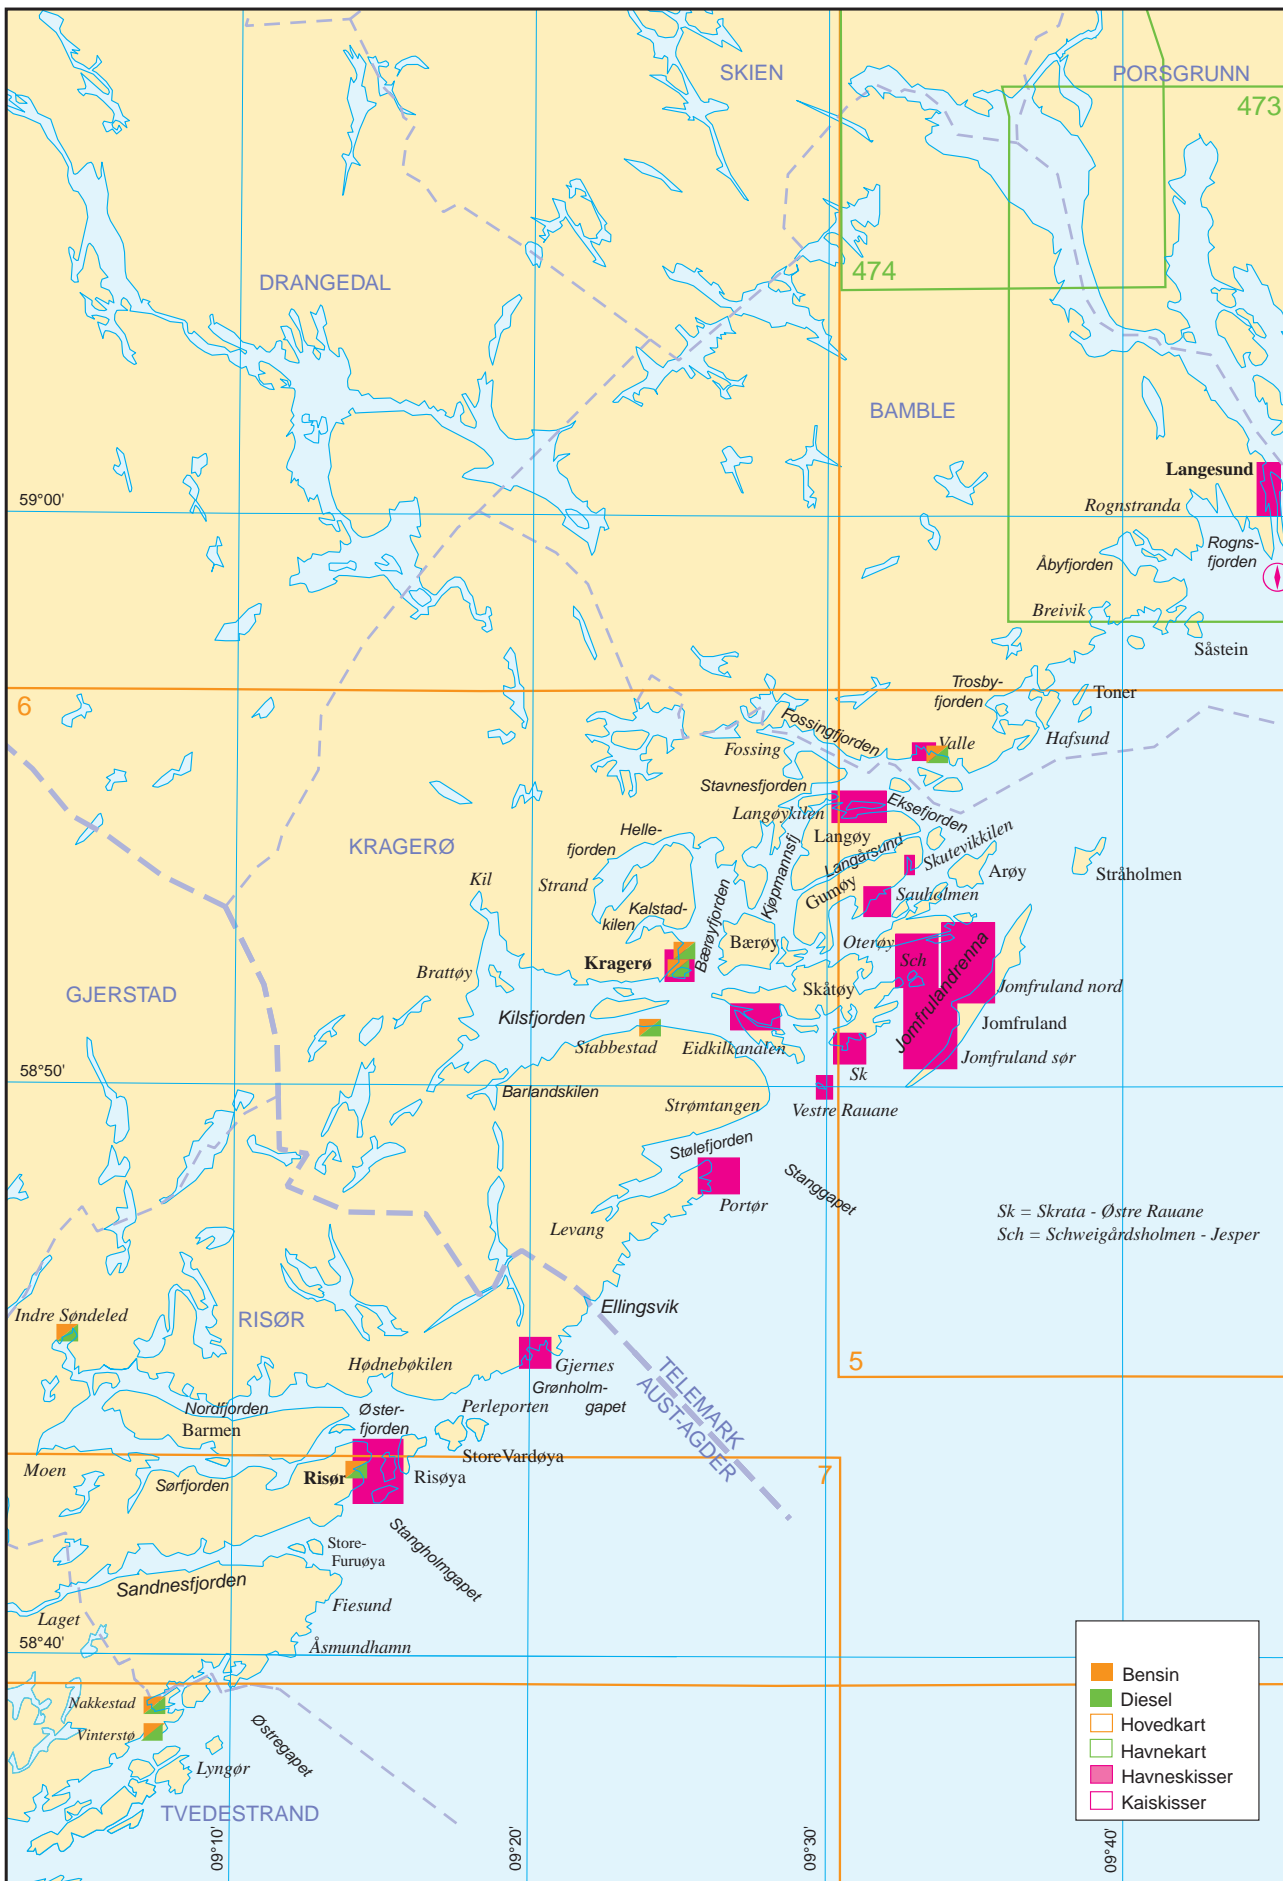 SKIEN
PORSGRUNN
473
474
DRANGEDAL
BAMBLE
Langesund
59°00'
Rognstranda
Rogns-
fjorden
Åbyfjorden
Breivik
Såstein
6
Trosby-
fjorden
Toner
Fossingfjorden
Hafsund
Fossing
Valle
Stavnesfjorden
Langøykilen
Eksefjorden
Langøy
Helle-
fjorden
KRAGERØ
Kjøpmannsfj
Langårsund
Skutevikkilen
Arøy
Stråholmen
Kil
Strand
Gumøy
Sauholmen
Kalstad-
kilen
Bærøyfjorden
Bærøy
Oterøy
Kragerø
Sch
Brattøy
Jomfrulandrenna
GJERSTAD
Skåtøy
Jomfruland nord
Kilsfjorden
Jomfruland
Stabbestad
Eidkilkanalen
Jomfruland sør
58°50'
Sk
Barlandskilen
Strømtangen
Vestre Rauane
Stølefjorden
Stanggapet
Portør
Levang
Sk = Skrata - Østre Rauane
Sch = Schweigårdsholmen - Jesper
Ellingsvik
Indre Søndeled
RISØR
5
Hødnebøkilen
Gjernes
Grønholm-
gapet
TELEMARK
AUST-AGDER
Nordfjorden
Øster-
fjorden
Perleporten
Barmen
StoreVardøya
Moen
Sørfjorden
Risør
Risøya
7
Stangholmgapet
Store-
Furuøya
Sandnesfjorden
Fiesund
Laget
58°40'
Åsmundhamn
Nakkestad
Vinterstø
Østregapet
Lyngør
TVEDESTRAND
Bensin
Diesel
Hovedkart
Havnekart
Havneskisser
Kaiskisser
09°10'
09°20'
09°30'
09°40'